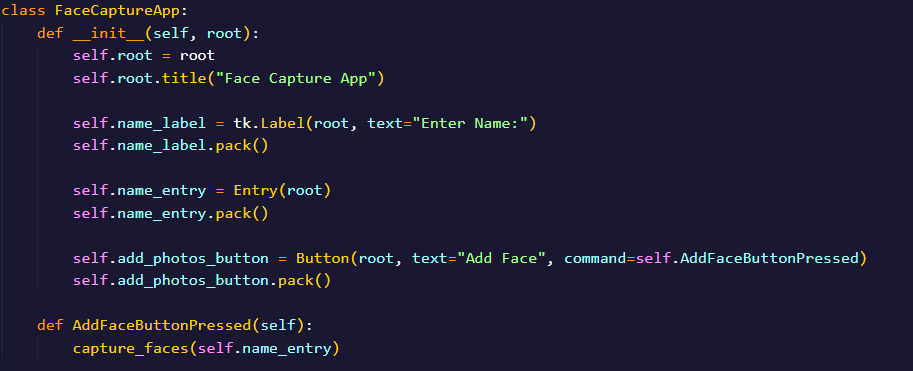 class FaceCaptureApp:
    def __init__(self, root):
        self.root = root
        self.root.title("Face Capture App")

        self.name_label = tk.Label(root, text="Enter Name:")
        self.name_label.pack()

        self.name_entry = Entry(root)
        self.name_entry.pack()

        self.add_photos_button = Button(root, text="Add Face", command=self.AddFaceButtonPressed)
        self.add_photos_button.pack()

    def AddFaceButtonPressed(self):
        capture_faces(self.name_entry)